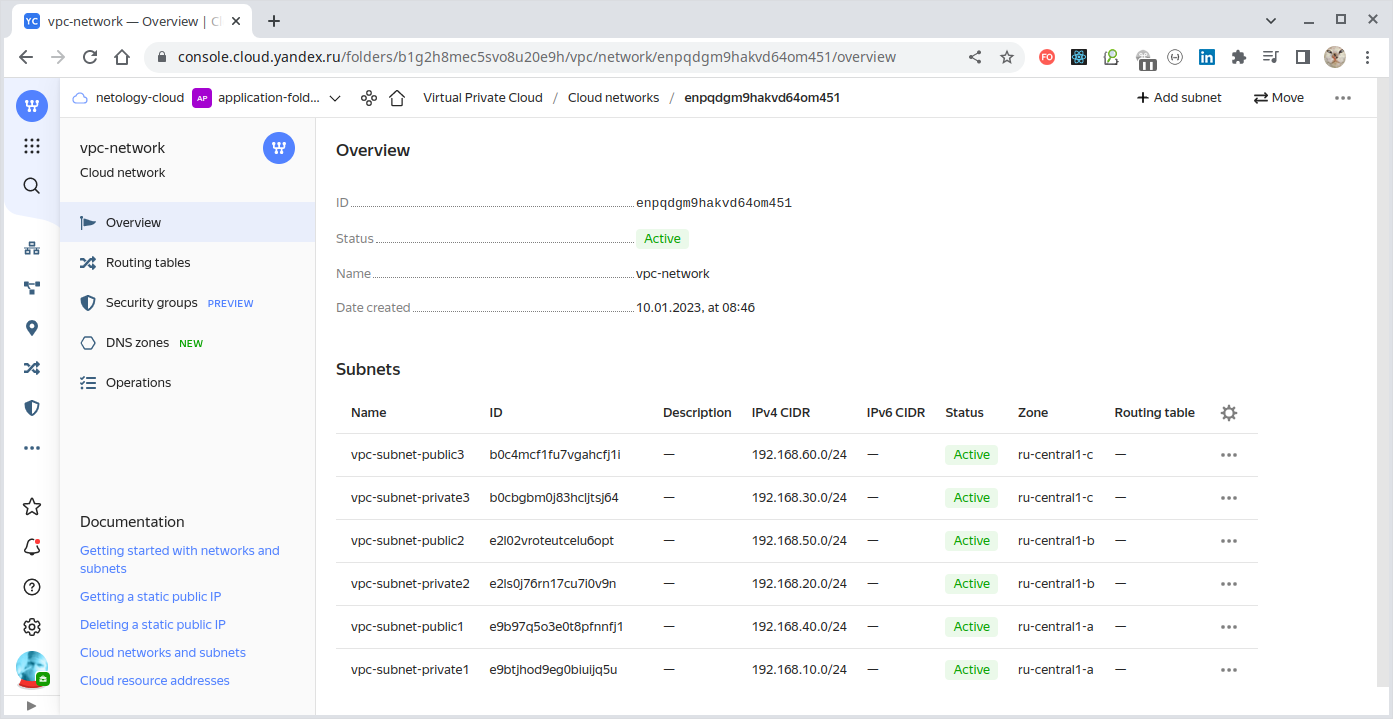 YC vpc-network — Overview | C
console.cloud.yandex.ru/folders/b1g2h8mec5svo8u20e9h/vpc/network/enpqdgm9hakvd64om451/overview
FO
netology-cloud AP application-fold... Virtual Private Cloud / Cloud networks / enpqdgm9hakvd64om451 Add subnet Move
vpc-network
Cloud network
Overview
Routing tables
Security groups PREVIEW
DNS zones NEW
Operations
Documentation
Getting started with networks and
subnets
Getting a static public IP
Deleting a static public IP
Cloud networks and subnets
Cloud resource addresses
Overview
ID enpqdgm9hakvd64om451
Status Active
Name vpc-network
Date created 10.01.2023, at 08:46
Subnets
Name ID Description IPv4 CIDR IPv6 CIDR Status Zone Routing table
vpc-subnet-public3 b0c4mcf1fu7vgahcfj1i — 192.168.60.0/24 — Active ru-central1-c —
vpc-subnet-private3 b0cbgbm0j83hcljtsj64 — 192.168.30.0/24 — Active ru-central1-c —
vpc-subnet-public2 e2l02vroteutcelu6opt — 192.168.50.0/24 — Active ru-central1-b —
vpc-subnet-private2 e2ls0j76rn17cu7i0v9n — 192.168.20.0/24 — Active ru-central1-b —
vpc-subnet-public1 e9b97q5o3e0t8pfnnfj1 — 192.168.40.0/24 — Active ru-central1-a —
vpc-subnet-private1 e9btjhod9eg0biuijq5u — 192.168.10.0/24 — Active ru-central1-a —